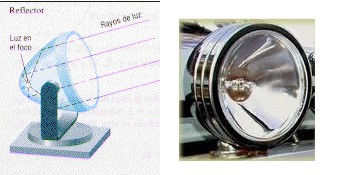 Reflector
Rayos de luz
Luz en
el foco